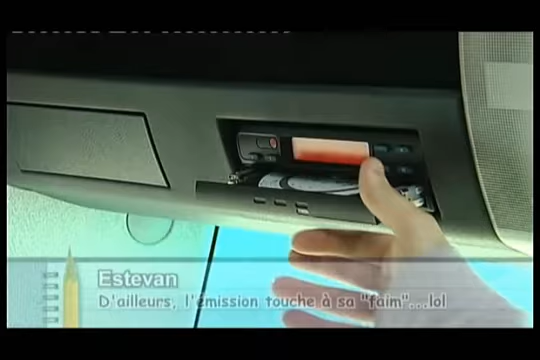 Estevan
D'ailleurs, l'émission touche à sa "faim"...lol